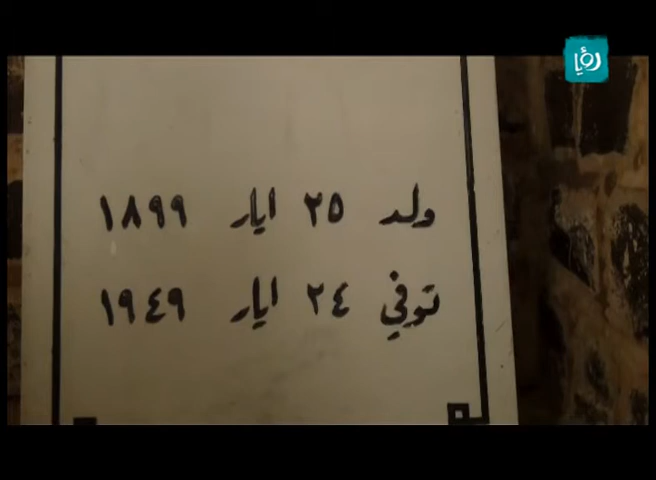 رؤيا
ولد ٢٥ ايار ١٨٩٩
توفي ٢٤ ايار ١٩٤٩